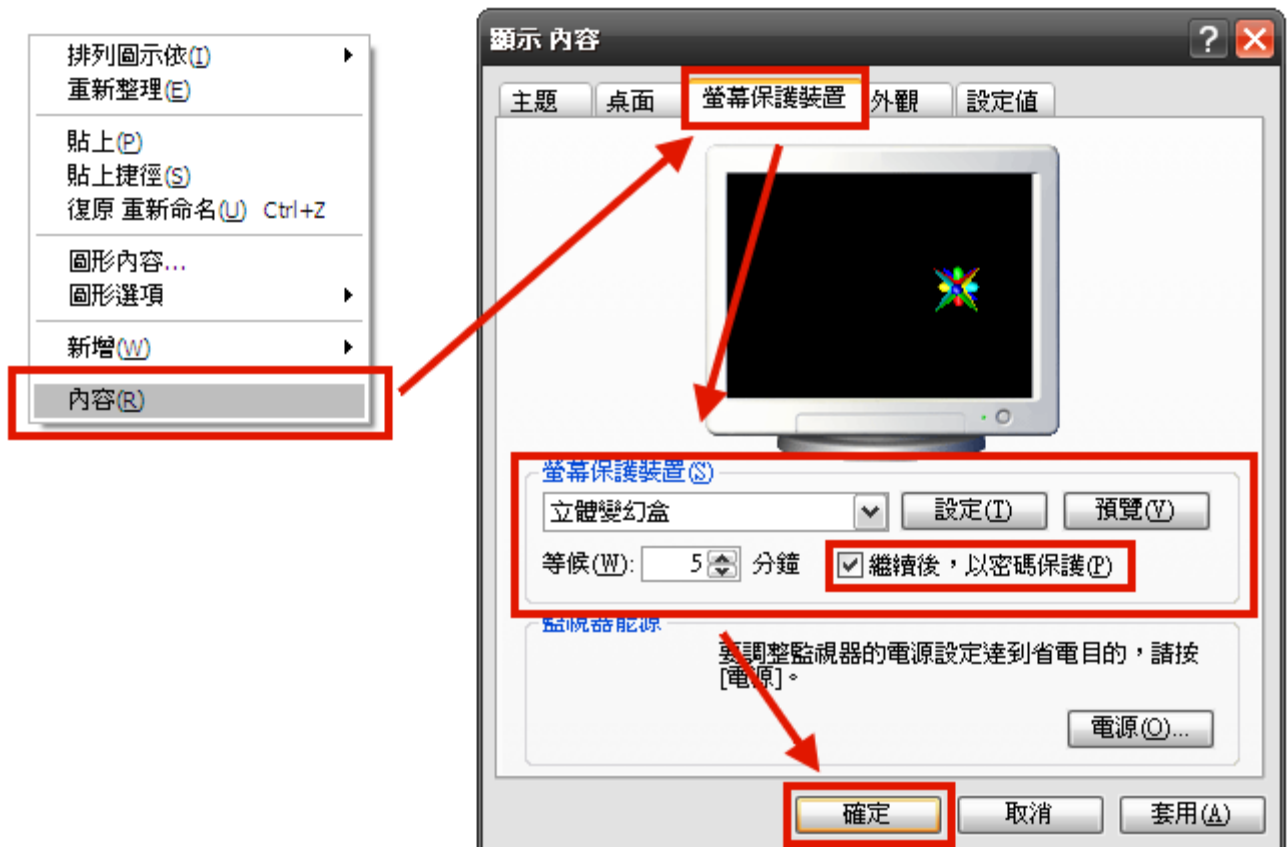 排列圖示依(I)
重新整理(E)
貼上(P)
貼上捷徑(S)
復原 重新命名(U) Ctrl+Z
圖形內容...
圖形選項
新增(W)
內容(R)
顯示 內容
主題 桌面 螢幕保護裝置 外觀 設定值
螢幕保護裝置(S)
立體變幻盒 設定(T) 預覽(V)
等候(W): 5 分鐘 繼續後，以密碼保護(P)
監視器能源
要調整監視器的電源設定達到省電目的，請按
[電源]。
電源(O)...
確定 取消 套用(A)